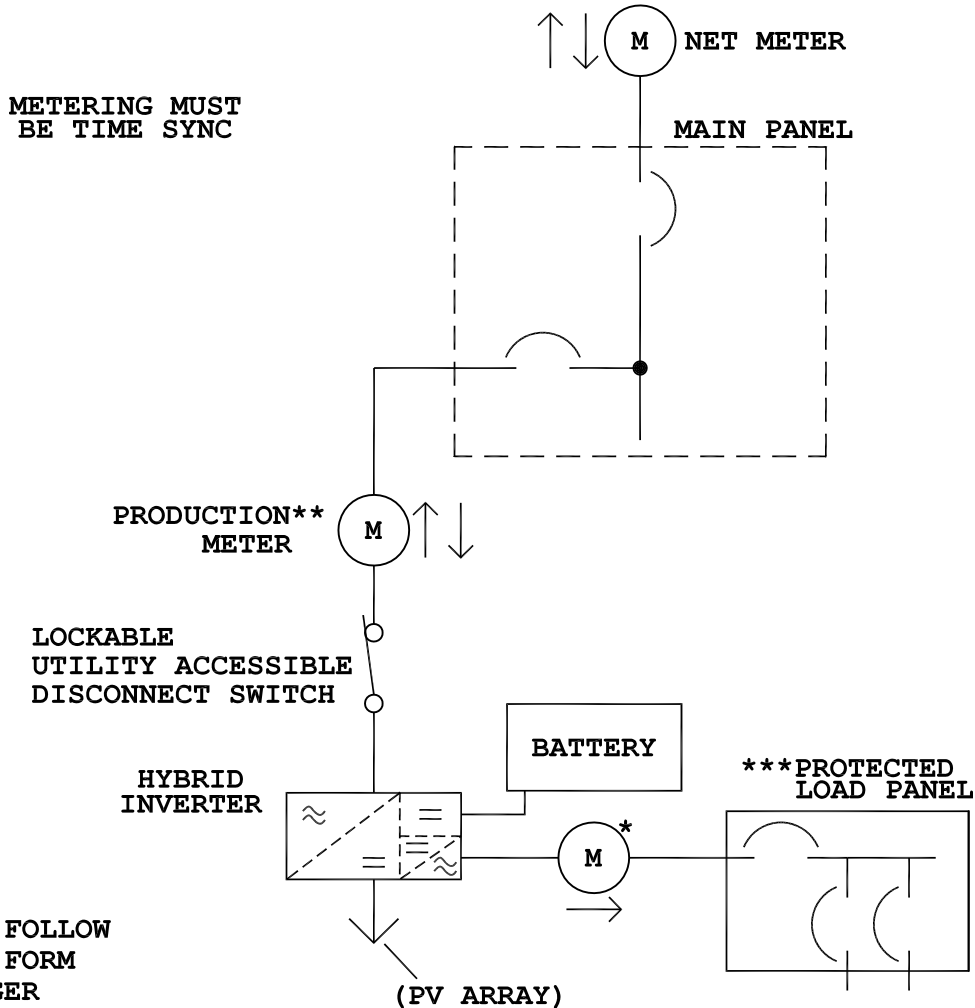 M NET METER
METERING MUST
BE TIME SYNC
MAIN PANEL
PRODUCTION**
METER
M
LOCKABLE
UTILITY ACCESSIBLE
DISCONNECT SWITCH
BATTERY
HYBRID
INVERTER
M
*
***PROTECTED
LOAD PANEL
FOLLOW
FORM
(PV ARRAY)